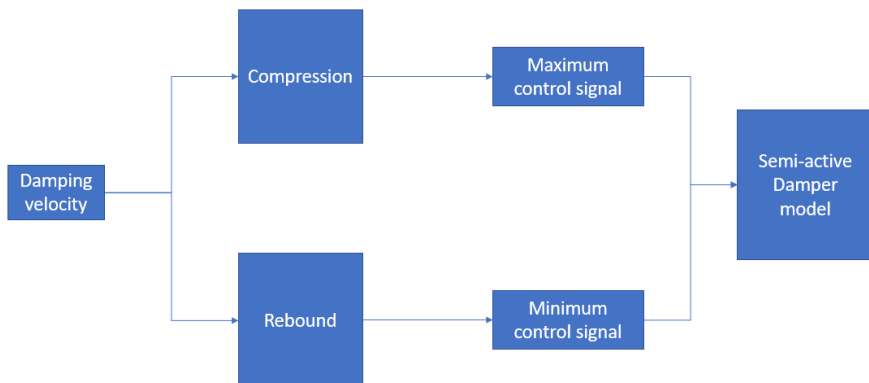 Damping
velocity
Compression
Maximum
control signal
Rebound
Minimum
control signal
Semi-active
Damper
model